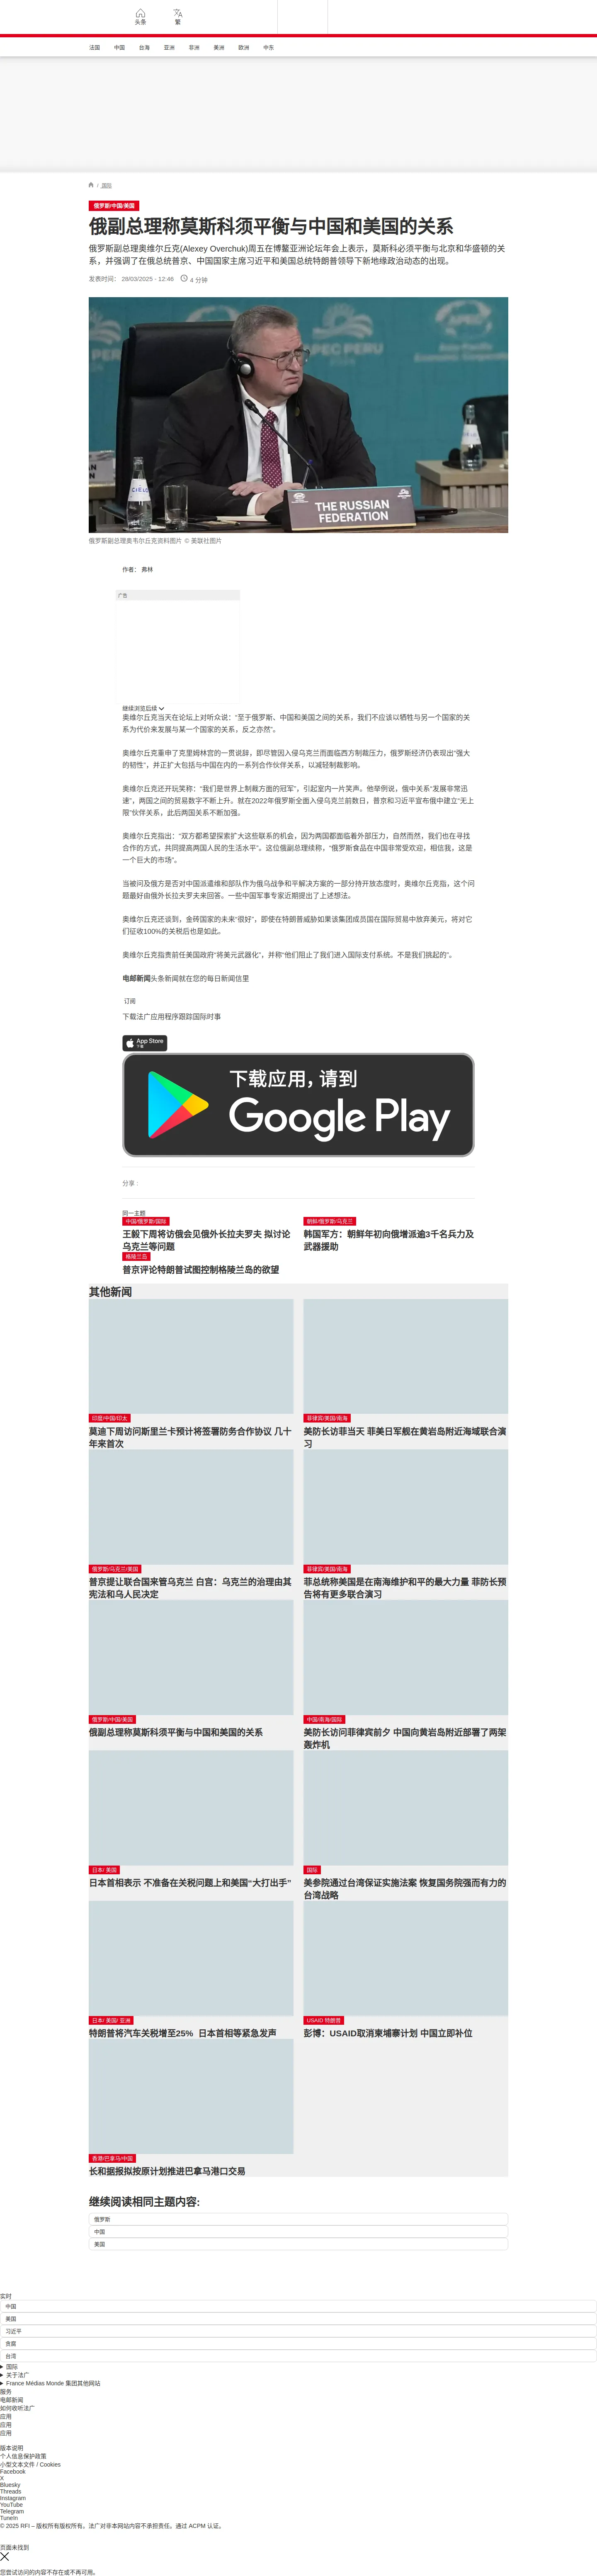 头条
繁
法国 中国 台海 亚洲 非洲 美洲 欧洲 中东
/ 国际
俄罗斯/中国/美国
俄副总理称莫斯科须平衡与中国和美国的关系
俄罗斯副总理奥维尔丘克(Alexey Overchuk)周五在博鳌亚洲论坛年会上表示，莫斯科必须平衡与北京和华盛顿的关
系，并强调了在俄总统普京、中国国家主席习近平和美国总统特朗普领导下新地缘政治动态的出现。
发表时间： 28/03/2025 - 12:46 4 分钟
PERU
CIELO
CIELO
THE RUSSIAN
FEDERATION
俄罗斯副总理奥韦尔丘克资料图片 © 美联社图片
作者： 弗林
广告
继续浏览后续
奥维尔丘克当天在论坛上对听众说：“至于俄罗斯、中国和美国之间的关系，我们不应该以牺牲与另一个国家的关
系为代价来发展与某一个国家的关系，反之亦然”。
奥维尔丘克重申了克里姆林宫的一贯说辞，即尽管因入侵乌克兰而面临西方制裁压力，俄罗斯经济仍表现出“强大
的韧性”，并正扩大包括与中国在内的一系列合作伙伴关系，以减轻制裁影响。
奥维尔丘克还开玩笑称：“我们是世界上制裁方面的冠军”，引起室内一片笑声。他举例说，俄中关系“发展非常迅
速”，两国之间的贸易数字不断上升。就在2022年俄罗斯全面入侵乌克兰前数日，普京和习近平宣布俄中建立“无上
限”伙伴关系，此后两国关系不断加强。
奥维尔丘克指出：“双方都希望探索扩大这些联系的机会，因为两国都面临着外部压力，自然而然，我们也在寻找
合作的方式，共同提高两国人民的生活水平”。这位俄副总理续称，“俄罗斯食品在中国非常受欢迎，相信我，这是
一个巨大的市场”。
当被问及俄方是否对中国派遣维和部队作为俄乌战争和平解决方案的一部分持开放态度时，奥维尔丘克指，这个问
题最好由俄外长拉夫罗夫来回答。一些中国军事专家近期提出了上述想法。
奥维尔丘克还谈到，金砖国家的未来“很好”，即使在特朗普威胁如果该集团成员国在国际贸易中放弃美元，将对它
们征收100%的关税后也是如此。
奥维尔丘克指责前任美国政府“将美元武器化”，并称“他们阻止了我们进入国际支付系统。不是我们挑起的”。
电邮新闻头条新闻就在您的每日新闻信里
订阅
下载法广应用程序跟踪国际时事
App Store
下载
下载应用，请到
Google Play
分享 :
同一主题
中国/俄罗斯/国际
王毅下周将访俄会见俄外长拉夫罗夫 拟讨论
乌克兰等问题
朝鲜/俄罗斯/乌克兰
韩国军方：朝鲜年初向俄增派逾3千名兵力及
武器援助
格陵兰岛
普京评论特朗普试图控制格陵兰岛的欲望
其他新闻
印度/中国/印太
莫迪下周访问斯里兰卡预计将签署防务合作协议 几十
年来首次
菲律宾/美国/南海
美防长访菲当天 菲美日军舰在黄岩岛附近海域联合演
习
俄罗斯/乌克兰/美国
普京提让联合国来管乌克兰 白宫：乌克兰的治理由其
宪法和乌人民决定
菲律宾/美国/南海
菲总统称美国是在南海维护和平的最大力量 菲防长预
告将有更多联合演习
俄罗斯/中国/美国
俄副总理称莫斯科须平衡与中国和美国的关系
中国/南海/国际
美防长访问菲律宾前夕 中国向黄岩岛附近部署了两架
轰炸机
日本/ 美国
日本首相表示 不准备在关税问题上和美国“大打出手”
国际
美参院通过台湾保证实施法案 恢复国务院强而有力的
台湾战略
日本/ 美国/ 亚洲
特朗普将汽车关税增至25% 日本首相等紧急发声
USAID 特朗普
彭博：USAID取消柬埔寨计划 中国立即补位
香港/巴拿马/中国
长和据报拟按原计划推进巴拿马港口交易
继续阅读相同主题内容:
俄罗斯
中国
美国
实时
中国
美国
习近平
贪腐
台湾
国际
关于法广
France Médias Monde 集团其他网站
服务
电邮新闻
如何收听法广
应用
应用
应用
版本说明
个人信息保护政策
小型文本文件 / Cookies
Facebook
X
Bluesky
Threads
Instagram
YouTube
Telegram
TuneIn
© 2025 RFI – 版权所有版权所有。法广对非本网站内容不承担责任。通过 ACPM 认证。
页面未找到
您尝试访问的内容不存在或不再可用。